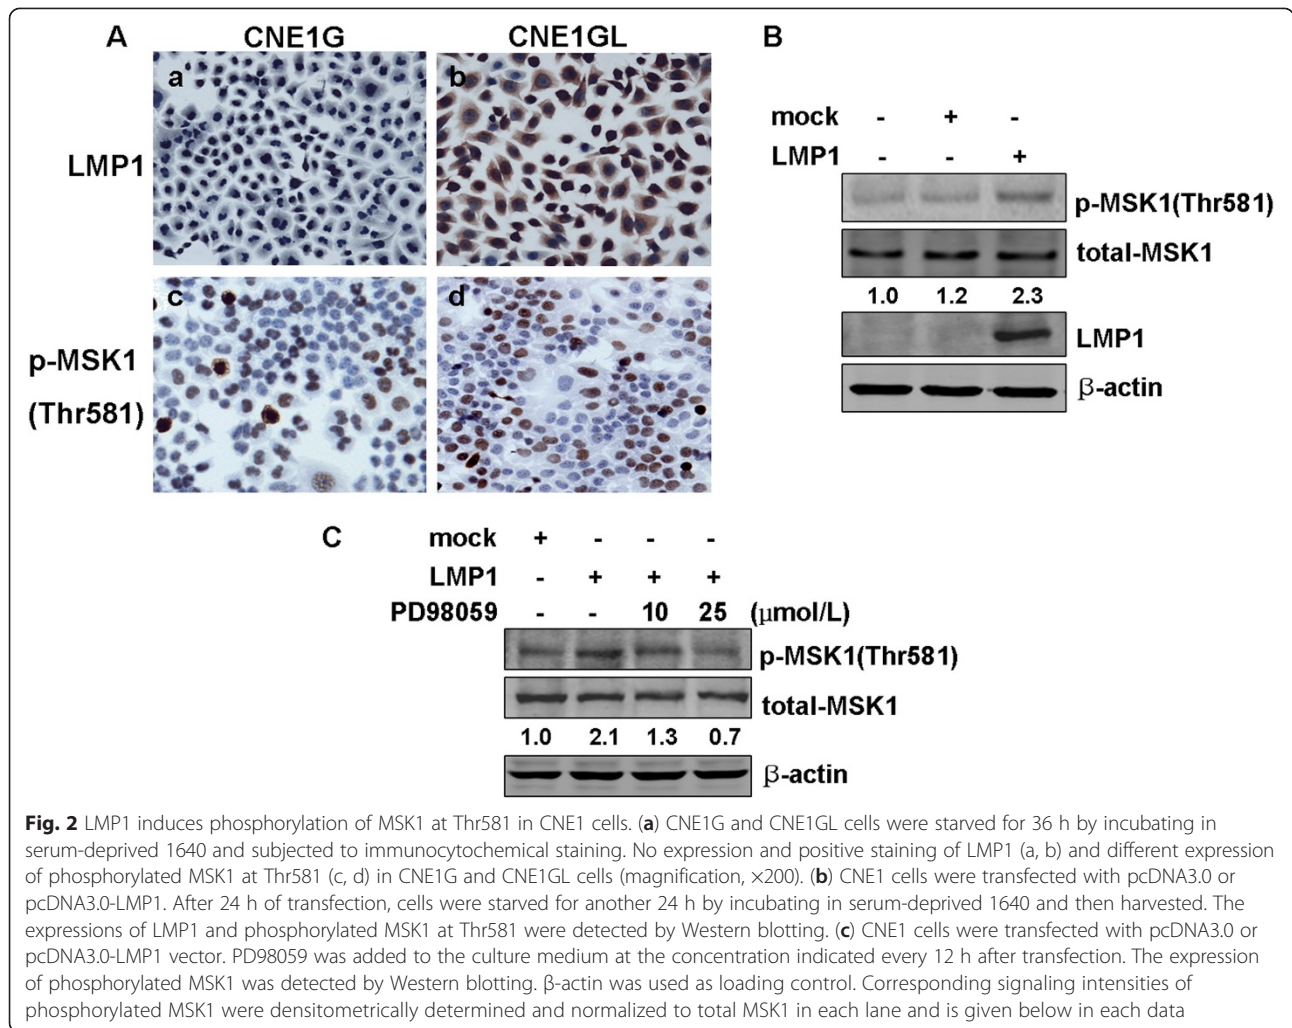 A
CNE1G
CNE1GL
a
b
LMP1
c
d
p-MSK1
(Thr581)
B
mock - + -
LMP1 - - +
p-MSK1(Thr581)
total-MSK1
1.0 1.2 2.3
LMP1
β-actin
C
mock + - - -
LMP1 - + + +
PD98059 - - 10 25 (μmol/L)
p-MSK1(Thr581)
total-MSK1
1.0 2.1 1.3 0.7
β-actin
Fig. 2 LMP1 induces phosphorylation of MSK1 at Thr581 in CNE1 cells. (a) CNE1G and CNE1GL cells were starved for 36 h by incubating in
serum-deprived 1640 and subjected to immunocytochemical staining. No expression and positive staining of LMP1 (a, b) and different expression
of phosphorylated MSK1 at Thr581 (c, d) in CNE1G and CNE1GL cells (magnification, ×200). (b) CNE1 cells were transfected with pcDNA3.0 or
pcDNA3.0-LMP1. After 24 h of transfection, cells were starved for another 24 h by incubating in serum-deprived 1640 and then harvested. The
expressions of LMP1 and phosphorylated MSK1 at Thr581 were detected by Western blotting. (c) CNE1 cells were transfected with pcDNA3.0 or
pcDNA3.0-LMP1 vector. PD98059 was added to the culture medium at the concentration indicated every 12 h after transfection. The expression
of phosphorylated MSK1 was detected by Western blotting. β-actin was used as loading control. Corresponding signaling intensities of
phosphorylated MSK1 were densitometrically determined and normalized to total MSK1 in each lane and is given below in each data